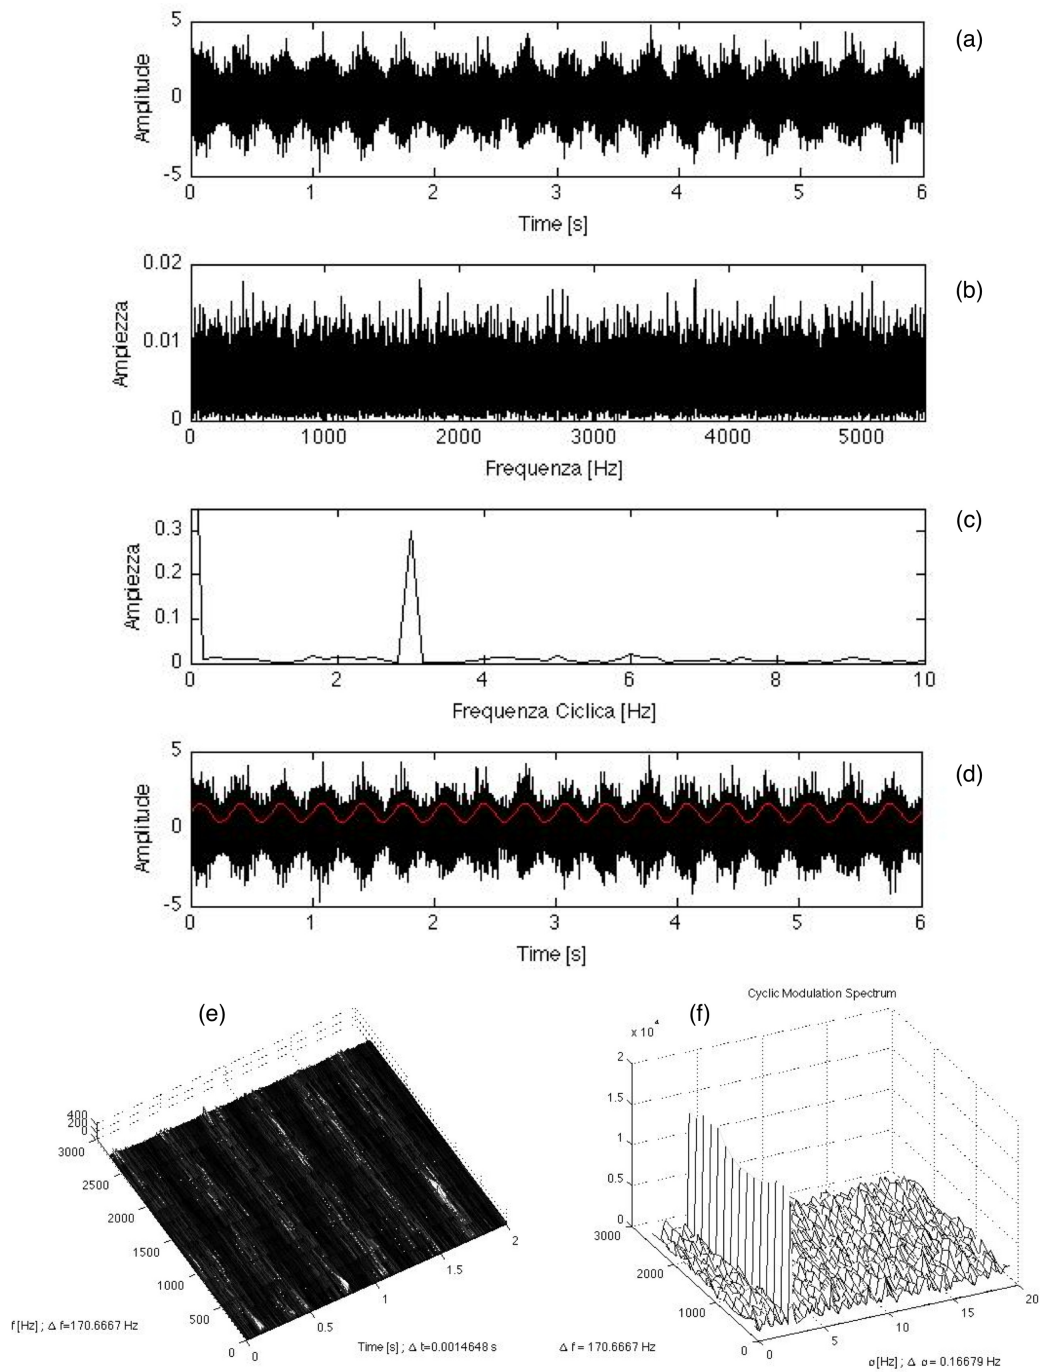 (a)
5
0
-5
Amplitude
0 1 2 3 4 5 6
Time [s]
(b)
0.02
0.01
0
Ampiezza
0 1000 2000 3000 4000 5000
Frequenza [Hz]
(c)
0.3
0.2
0.1
0
Ampiezza
2 4 6 8 10
Frequenza Ciclica [Hz]
(d)
5
0
-5
Amplitude
0 1 2 3 4 5 6
Time [s]
(e)
400
200
0
3000
2500
2000
1500
1000
500
0
0
0.5
1
1.5
2
f [Hz] ; Δ f=170.6667 Hz
Time [s] ; Δ t=0.0014648 s
Cyclic Modulation Spectrum
(f)
x 10 4
2
1.5
1
0.5
0
3000
2000
1000
0
0
5
10
15
20
Δ f = 170.6667 Hz
ø [Hz] ; Δ ø = 0.16679 Hz